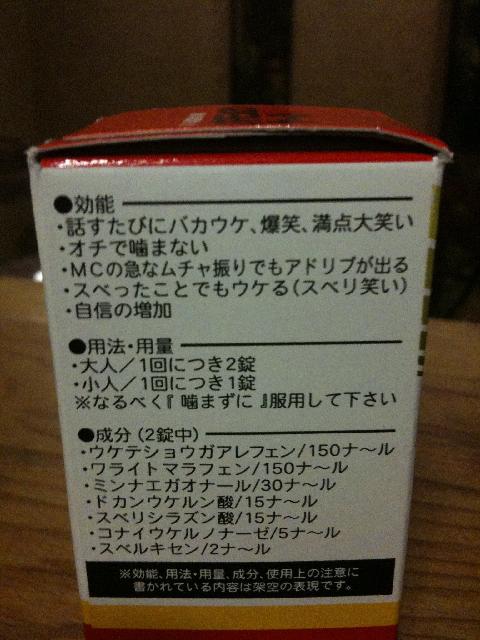 ●効能
・話すたびにバカウケ、爆笑、満点大笑い
・オチで噛まない
・MCの急なムチャ振りでもアドリブが出る
・スベったことでもウケる(スベリ笑い)
・自信の増加
●用法・用量
・大人/1回につき2錠
・小人/1回につき1錠
※なるべく『噛まずに』服用して下さい
●成分(2錠中)
・ウケテショウガアレフェン/150ナ〜ル
・ワライトマラフェン/150ナ〜ル
・ミンナエガオナール/30ナ〜ル
・ドカンウケルン酸/15ナ〜ル
・スベリシラズン酸/15ナ〜ル
・コナイウケルノナーゼ/5ナ〜ル
・スベルキセン/2ナ〜ル
※効能、用法・用量、成分、使用上の注意に
書かれている内容は架空の表現です。